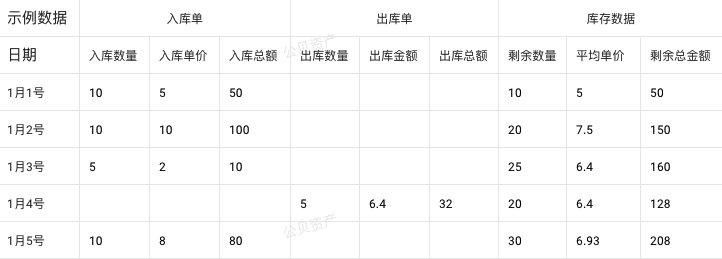 示例数据 入库单 出库单 库存数据
日期 入库数量 入库单价 入库总额 出库数量 出库金额 出库总额 剩余数量 平均单价 剩余总金额
1月1号 10 5 50 10 5 50
1月2号 10 10 100 20 7.5 150
1月3号 5 2 10 25 6.4 160
1月4号 5 6.4 32 20 6.4 128
1月5号 10 8 80 30 6.93 208
公贝资产
公贝资产